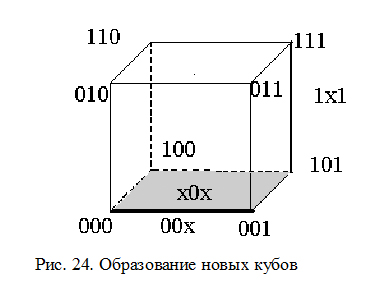 110 111
010 011 1x1
100 101
x0x
000 00x 001
Рис. 24. Образование новых кубов